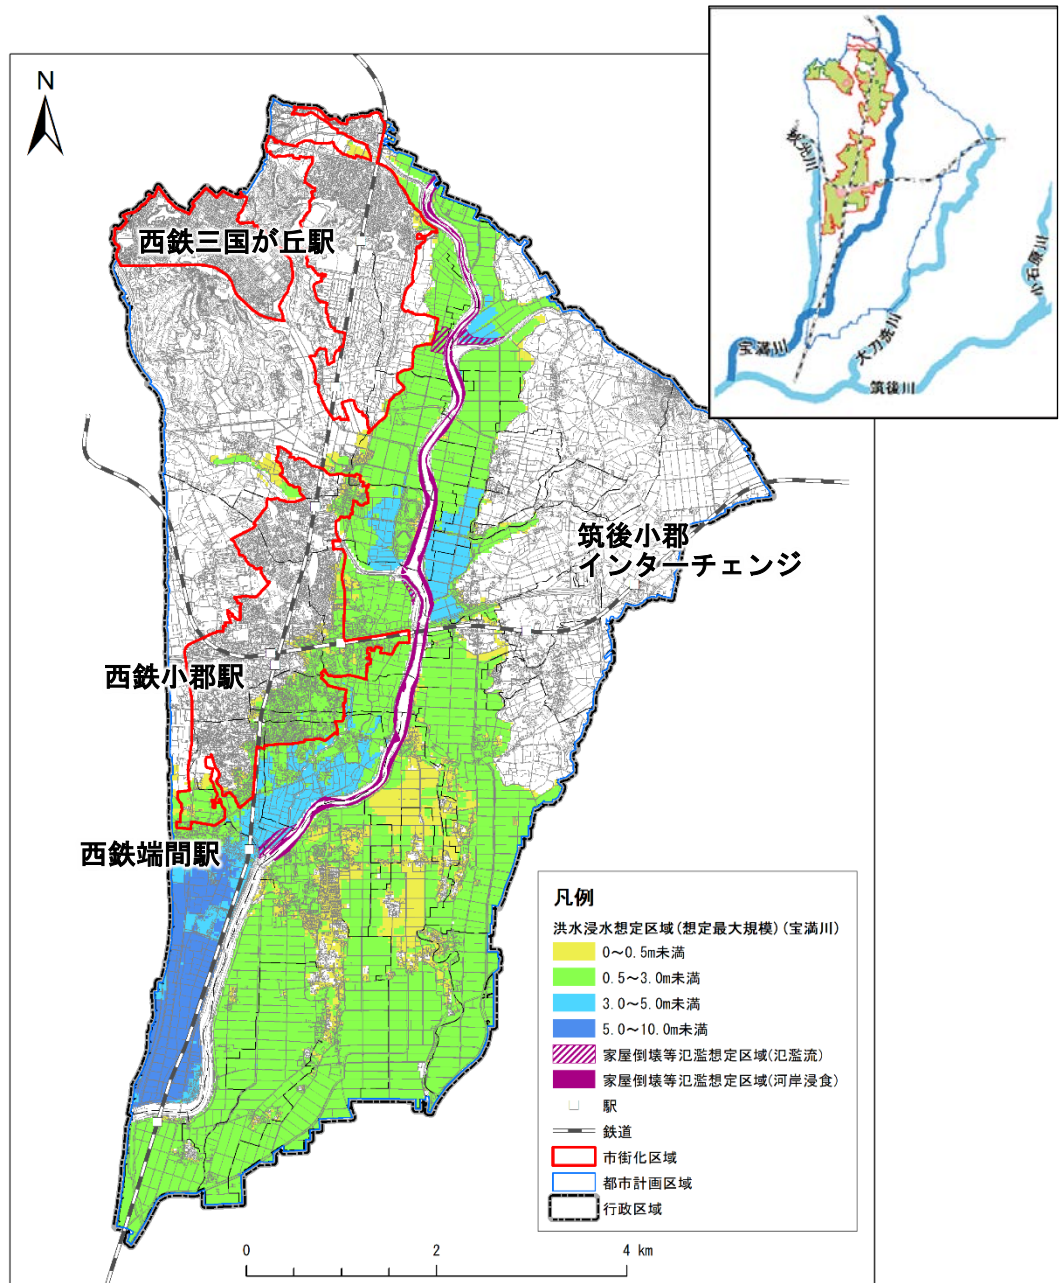 N
西鉄三国が丘駅
筑後小郡
インターチェンジ
西鉄小郡駅
西鉄端間駅
秋光川
宝満川
大刀洗川
小石原川
筑後川
凡例
洪水浸水想定区域(想定最大規模)(宝満川)
0～0.5m未満
0.5～3.0m未満
3.0～5.0m未満
5.0～10.0m未満
家屋倒壊等氾濫想定区域(氾濫流)
家屋倒壊等氾濫想定区域(河岸浸食)
駅
鉄道
市街化区域
都市計画区域
行政区域
0 2 4 km